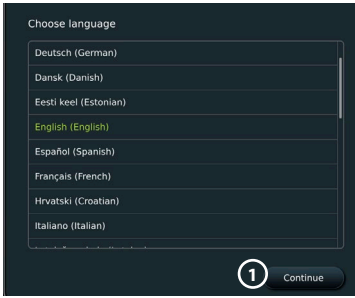 Choose language
Deutsch (German)
Dansk (Danish)
Eesti keel (Estonian)
English (English)
Español (Spanish)
Français (French)
Hrvatski (Croatian)
Italiano (Italian)
1 Continue